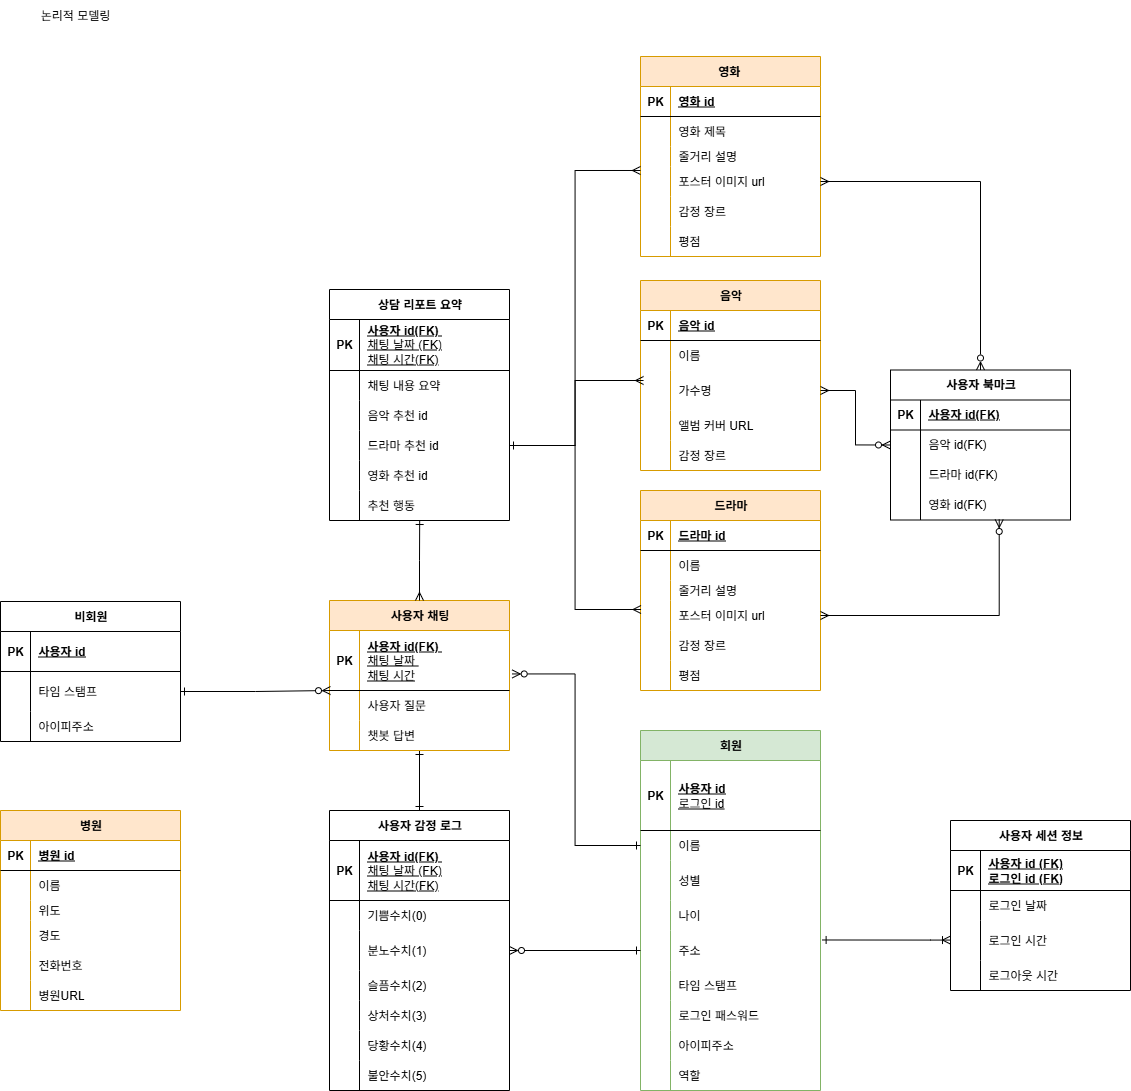 논리적 모델링
영화
PK
영화 id
영화 제목
줄거리 설명
포스터 이미지 url
감정 장르
평점
음악
PK
음악 id
이름
가수명
앨범 커버 URL
감정 장르
드라마
PK
드라마 id
이름
줄거리 설명
포스터 이미지 url
감정 장르
평점
상담 리포트 요약
PK
사용자 id(FK)
채팅 날짜 (FK)
채팅 시간(FK)
채팅 내용 요약
음악 추천 id
드라마 추천 id
영화 추천 id
추천 행동
사용자 북마크
PK
사용자 id(FK)
음악 id(FK)
드라마 id(FK)
영화 id(FK)
비회원
PK
사용자 id
타임 스탬프
아이피주소
사용자 채팅
PK
사용자 id(FK)
채팅 날짜
채팅 시간
사용자 질문
챗봇 답변
회원
PK
사용자 id
로그인 id
이름
성별
나이
주소
타임 스탬프
로그인 패스워드
아이피주소
역할
병원
PK
병원 id
이름
위도
경도
전화번호
병원URL
사용자 감정 로그
PK
사용자 id(FK)
채팅 날짜 (FK)
채팅 시간(FK)
기쁨수치(0)
분노수치(1)
슬픔수치(2)
상처수치(3)
당황수치(4)
불안수치(5)
사용자 세션 정보
PK
사용자 id (FK)
로그인 id (FK)
로그인 날짜
로그인 시간
로그아웃 시간